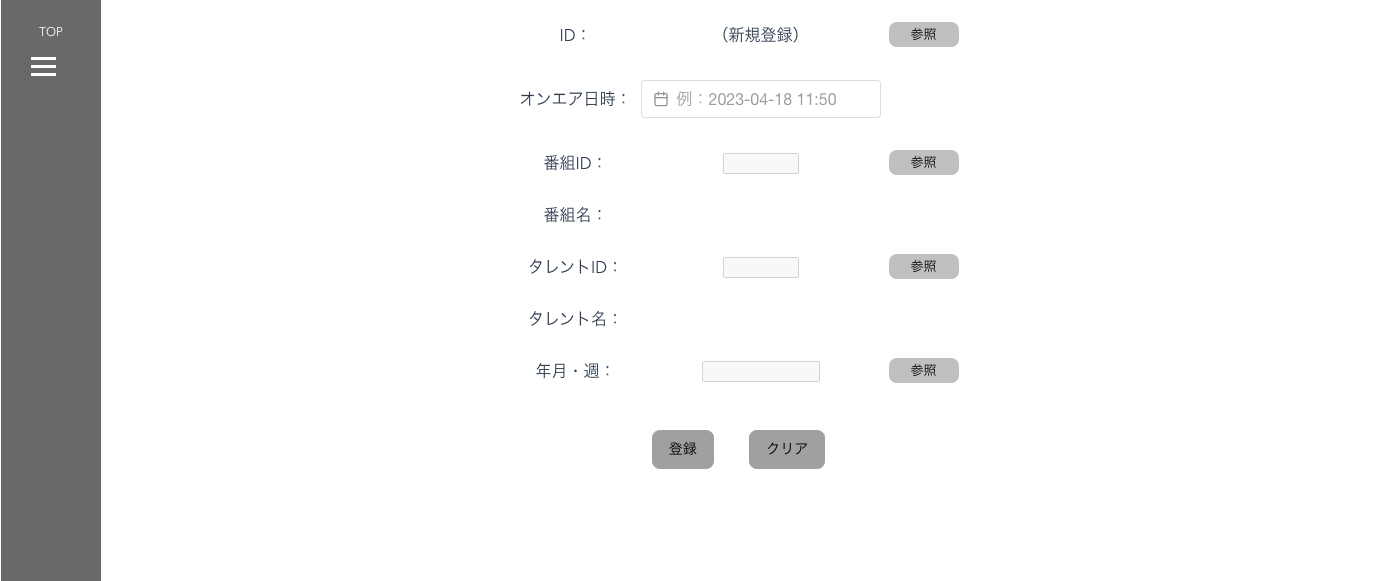 TOP
ID： （新規登録） 参照
オンエア日時： 例：2023-04-18 11:50
番組ID： 参照
番組名：
タレントID： 参照
タレント名：
年月・週： 参照
登録 クリア